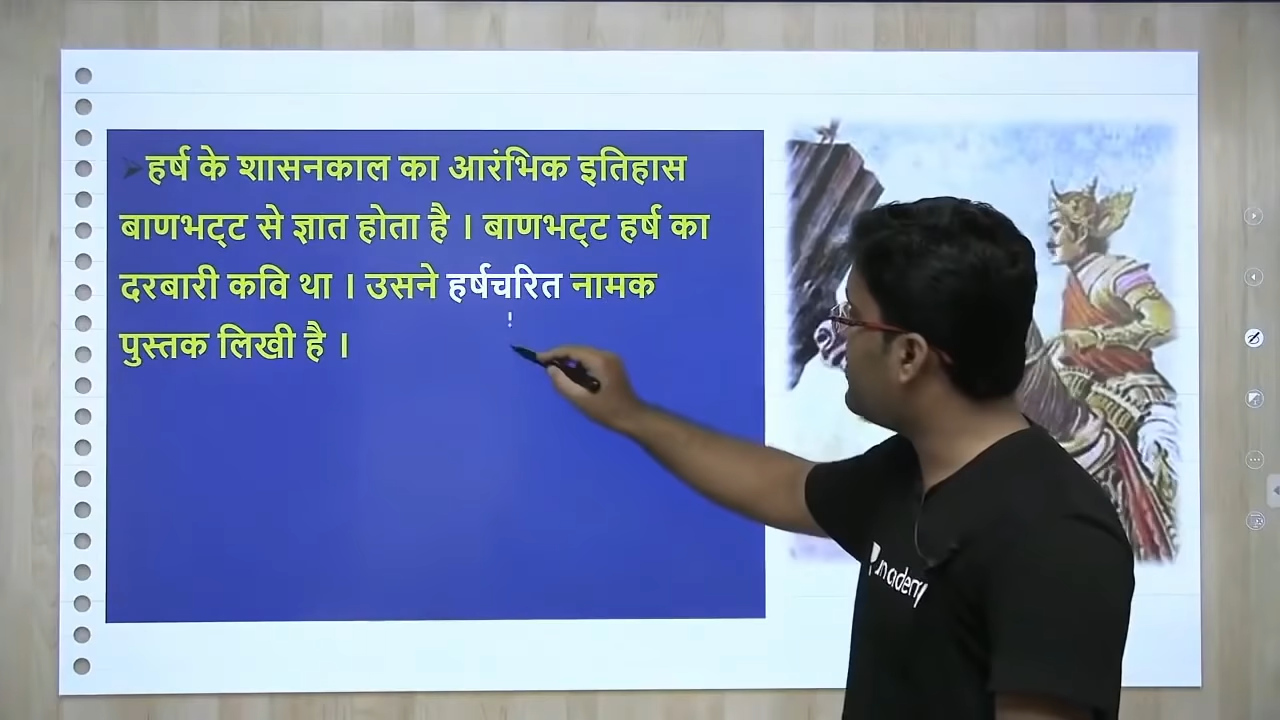 हर्ष के शासनकाल का आरंभिक इतिहास
बाणभट्ट से ज्ञात होता है । बाणभट्ट हर्ष का
दरबारी कवि था । उसने हर्षचरित नामक
पुस्तक लिखी है ।